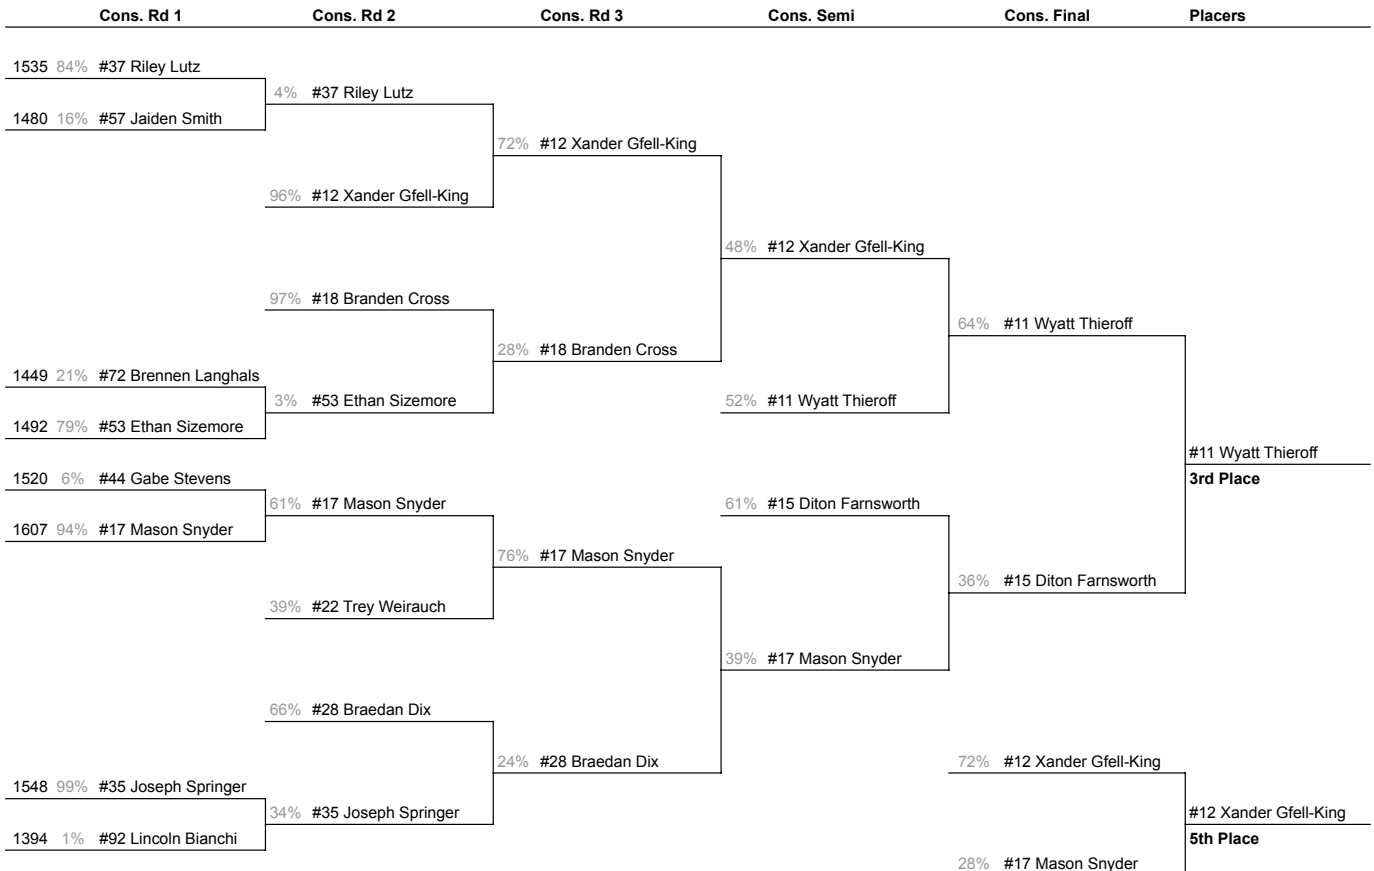 Cons. Rd 1 Cons. Rd 2 Cons. Rd 3 Cons. Semi Cons. Final Placers
1535 84% #37 Riley Lutz
4% #37 Riley Lutz
1480 16% #57 Jaiden Smith
72% #12 Xander Gfell-King
96% #12 Xander Gfell-King
48% #12 Xander Gfell-King
97% #18 Branden Cross
64% #11 Wyatt Thieroff
28% #18 Branden Cross
1449 21% #72 Brennen Langhals
3% #53 Ethan Sizemore 52% #11 Wyatt Thieroff
1492 79% #53 Ethan Sizemore
#11 Wyatt Thieroff
1520 6% #44 Gabe Stevens 3rd Place
61% #17 Mason Snyder 61% #15 Diton Farnsworth
1607 94% #17 Mason Snyder
76% #17 Mason Snyder
36% #15 Diton Farnsworth
39% #22 Trey Weirauch
39% #17 Mason Snyder
66% #28 Braedan Dix
24% #28 Braedan Dix 72% #12 Xander Gfell-King
1548 99% #35 Joseph Springer
34% #35 Joseph Springer #12 Xander Gfell-King
1394 1% #92 Lincoln Bianchi 5th Place
28% #17 Mason Snyder